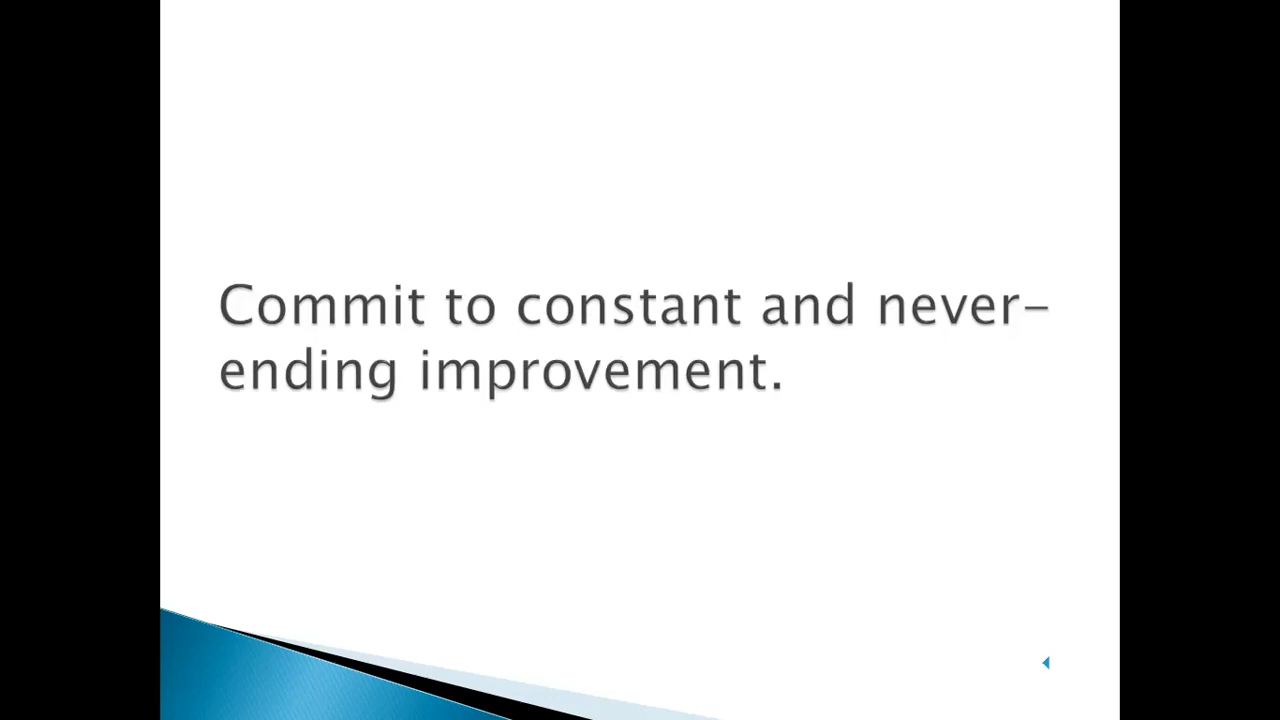 Commit to constant and never-
ending improvement.